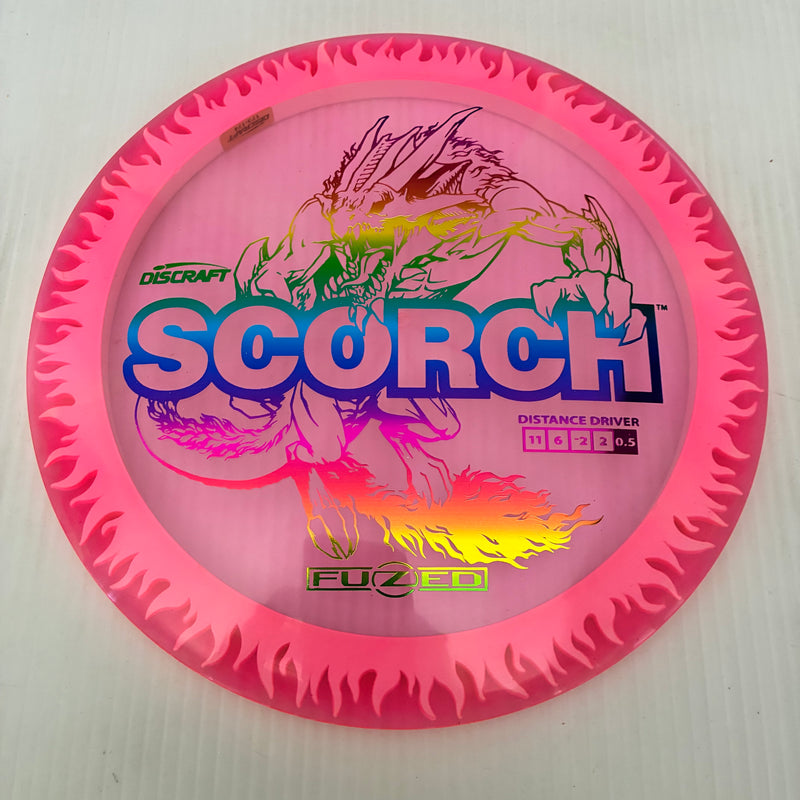 DISCRAFT
SCORCH™
DISTANCE DRIVER
11 6 -2 2 0.5
FUZED